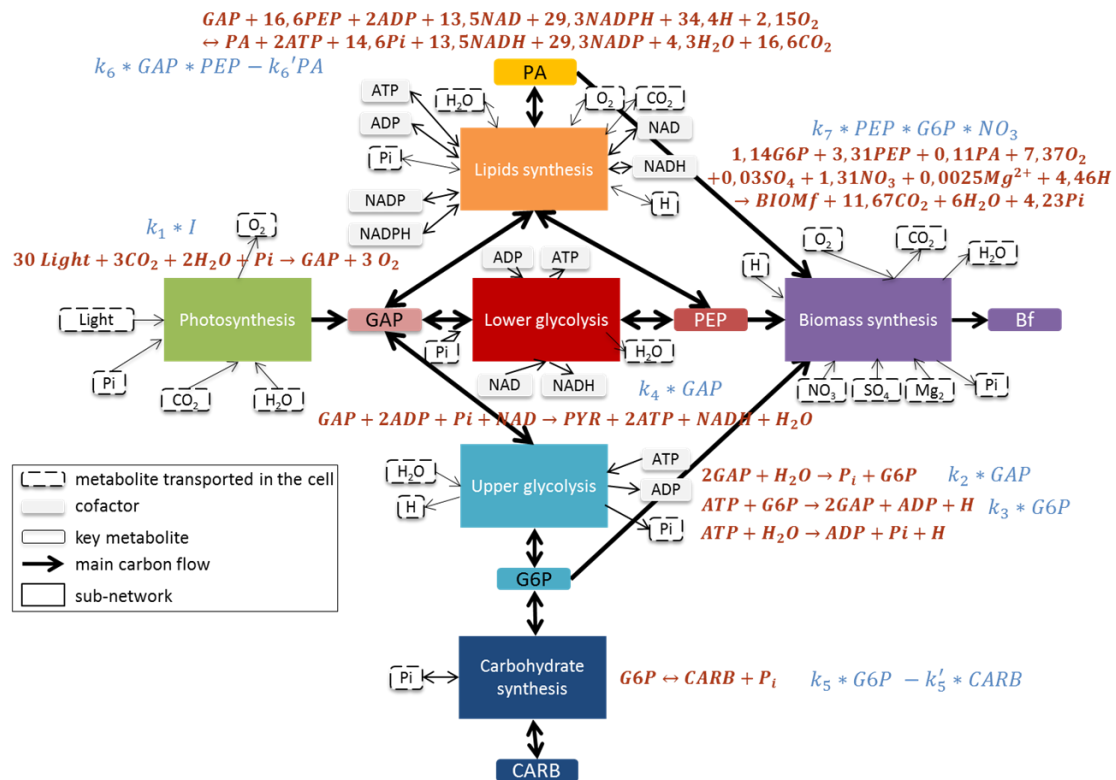 GAP + 16,6PEP + 2ADP + 13,5NAD + 29,3NADPH + 34,4H + 2,15O₂
↔ PA + 2ATP + 14,6Pi + 13,5NADH + 29,3NADP + 4,3H₂O + 16,6CO₂
k₆ * GAP * PEP − k₆′PA
PA
ATP
H₂O
O₂
CO₂
ADP
NAD
Pi
Lipids synthesis
NADH
NADP
H
NADPH
k₇ * PEP * G6P * NO₃
1,14G6P + 3,31PEP + 0,11PA + 7,37O₂
+0,03SO₄ + 1,31NO₃ + 0,0025Mg²⁺ + 4,46H
→ BIOMf + 11,67CO₂ + 6H₂O + 4,23Pi
k₁ * I
O₂
30 Light + 3CO₂ + 2H₂O + Pi → GAP + 3 O₂
Light
Photosynthesis
Pi
CO₂
H₂O
GAP
ADP
ATP
Lower glycolysis
Pi
H₂O
NAD
NADH
PEP
O₂
CO₂
H₂O
H
Biomass synthesis
Bf
NO₃
SO₄
Mg₂
Pi
k₄ * GAP
GAP + 2ADP + Pi + NAD → PYR + 2ATP + NADH + H₂O
H₂O
H
Upper glycolysis
ATP
ADP
Pi
2GAP + H₂O → Pᵢ + G6P
k₂ * GAP
ATP + G6P → 2GAP + ADP + H
k₃ * G6P
ATP + H₂O → ADP + Pi + H
metabolite transported in the cell
cofactor
key metabolite
main carbon flow
sub-network
G6P
Pi
Carbohydrate
synthesis
G6P ↔ CARB + Pᵢ
k₅ * G6P − k₅′ * CARB
CARB